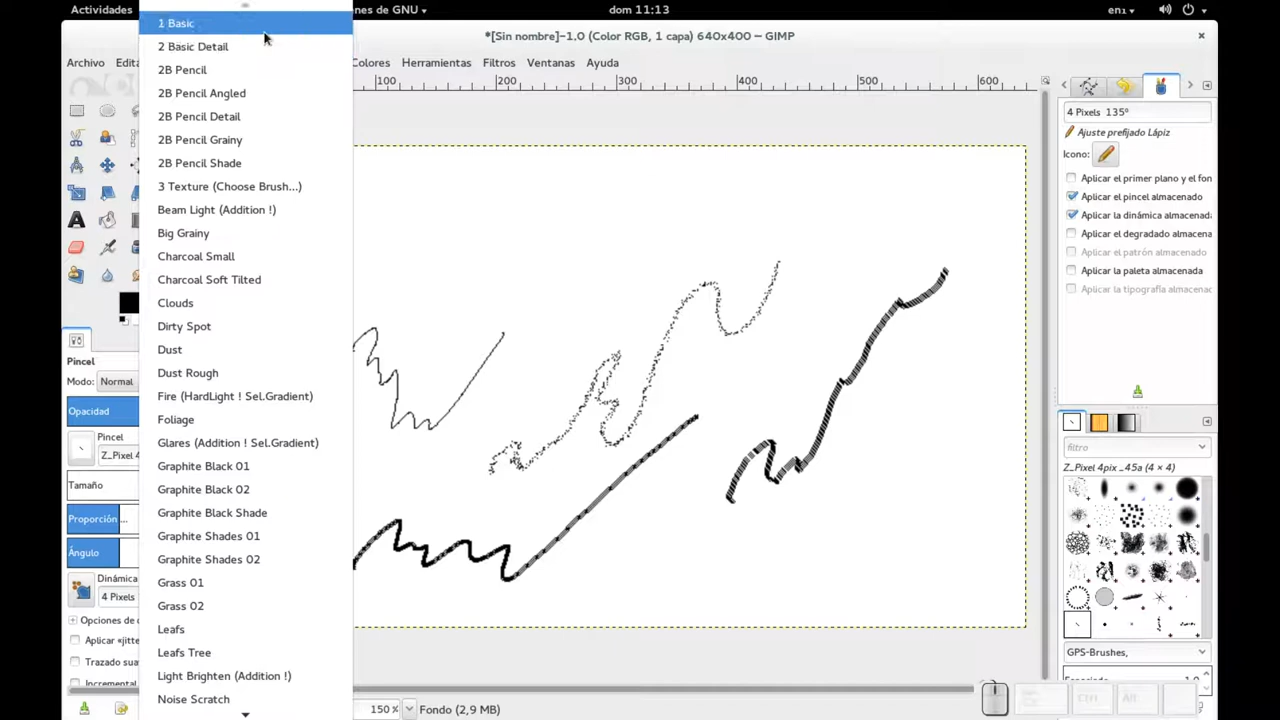 Actividades
nes de GNU
dom 11:13
en1
*[Sin nombre]-1.0 (Color RGB, 1 capa) 640x400 – GIMP
Archivo
Colores
Herramientas
Filtros
Ventanas
Ayuda
1 Basic
2 Basic Detail
2B Pencil
2B Pencil Angled
2B Pencil Detail
2B Pencil Grainy
2B Pencil Shade
3 Texture (Choose Brush...)
Beam Light (Addition !)
Big Grainy
Charcoal Small
Charcoal Soft Tilted
Clouds
Dirty Spot
Dust
Dust Rough
Fire (HardLight ! Sel.Gradient)
Foliage
Glares (Addition ! Sel.Gradient)
Graphite Black 01
Graphite Black 02
Graphite Black Shade
Graphite Shades 01
Graphite Shades 02
Grass 01
Grass 02
Leafs
Leafs Tree
Light Brighten (Addition !)
Noise Scratch
100
200
300
400
500
600
Pincel
Modo: Normal
Opacidad
Pincel
Z_Pixel 4
Tamaño
Proporción ...
Ángulo
Dinámica
4 Pixels
Opciones de
Aplicar «jitte
Trazado sua
Incremental
150 %
Fondo (2,9 MB)
4 Pixels 135º
Ajuste prefijado Lápiz
Icono:
Aplicar el primer plano y el fon
Aplicar el pincel almacenado
Aplicar la dinámica almacenada
Aplicar el degradado almacena
Aplicar el patrón almacenado
Aplicar la paleta almacenada
Aplicar la tipografía almacenad
filtro
Z_Pixel 4pix _45a (4 × 4)
GPS-Brushes,
Ctrl
Alt